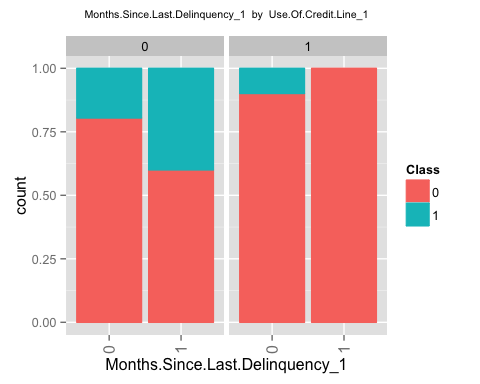 Months.Since.Last.Delinquency_1 by Use.Of.Credit.Line_1
0 1
1.00
0.75
0.50
0.25
0.00
count
0 1 0 1
Months.Since.Last.Delinquency_1
Class
0
1